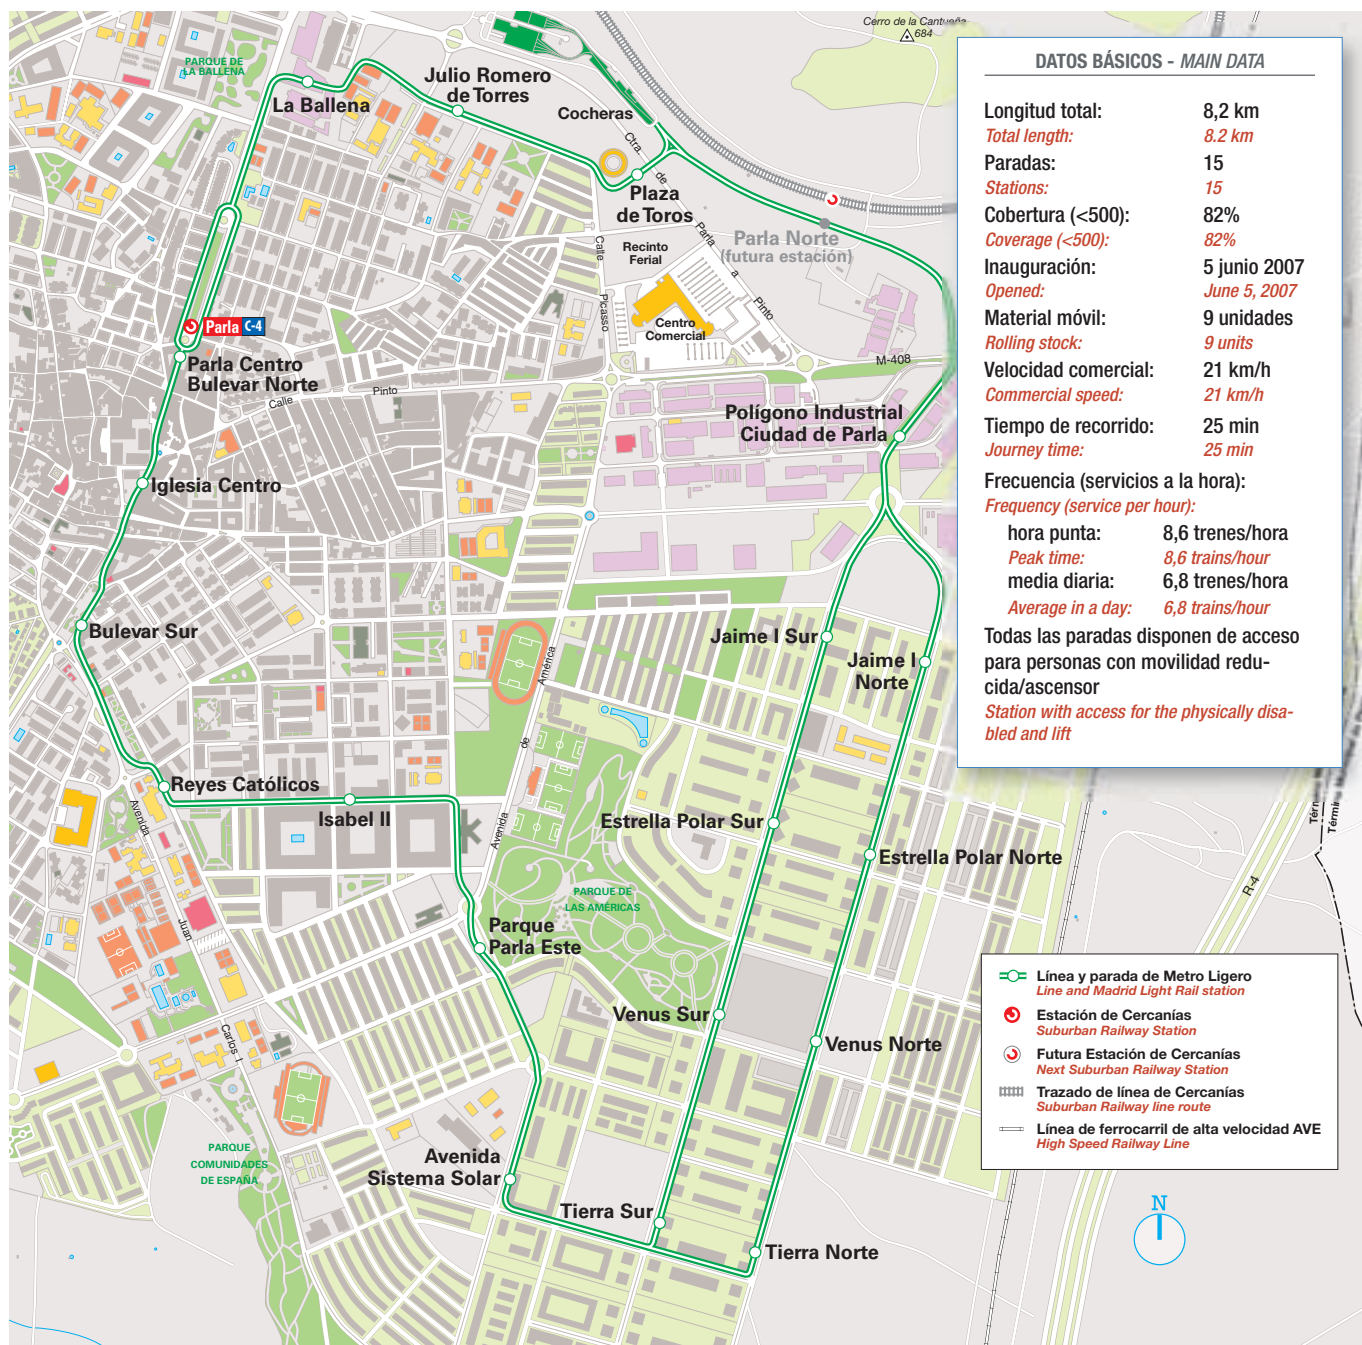 Cerro de la Cantueña
684
PARQUE DE
LA BALLENA
La Ballena
Julio Romero
de Torres
Cocheras
Ctra.
de
Parla
a
Pinto
Plaza
de Toros
Parla Norte
(futura estación)
Recinto
Ferial
Calle
Picasso
Centro
Comercial
M-408
Parla C-4
Parla Centro
Bulevar Norte
Calle
Pinto
Polígono Industrial
Ciudad de Parla
Iglesia Centro
Bulevar Sur
Jaime I Sur
Jaime I
Norte
Avenida
de
América
Reyes Católicos
Isabel II
Avenida
Juan
Carlos I
Estrella Polar Sur
Estrella Polar Norte
PARQUE DE
LAS AMÉRICAS
Parque
Parla Este
Venus Sur
Venus Norte
PARQUE
COMUNIDADES
DE ESPAÑA
Avenida
Sistema Solar
Tierra Sur
Tierra Norte
R-4
N
DATOS BÁSICOS - MAIN DATA
Longitud total: 8,2 km
Total length: 8.2 km
Paradas: 15
Stations: 15
Cobertura (<500): 82%
Coverage (<500): 82%
Inauguración: 5 junio 2007
Opened: June 5, 2007
Material móvil: 9 unidades
Rolling stock: 9 units
Velocidad comercial: 21 km/h
Commercial speed: 21 km/h
Tiempo de recorrido: 25 min
Journey time: 25 min
Frecuencia (servicios a la hora):
Frequency (service per hour):
hora punta: 8,6 trenes/hora
Peak time: 8,6 trains/hour
media diaria: 6,8 trenes/hora
Average in a day: 6,8 trains/hour
Todas las paradas disponen de acceso
para personas con movilidad redu-
cida/ascensor
Station with access for the physically disa-
bled and lift
Línea y parada de Metro Ligero
Line and Madrid Light Rail station
Estación de Cercanías
Suburban Railway Station
Futura Estación de Cercanías
Next Suburban Railway Station
Trazado de línea de Cercanías
Suburban Railway line route
Línea de ferrocarril de alta velocidad AVE
High Speed Railway Line